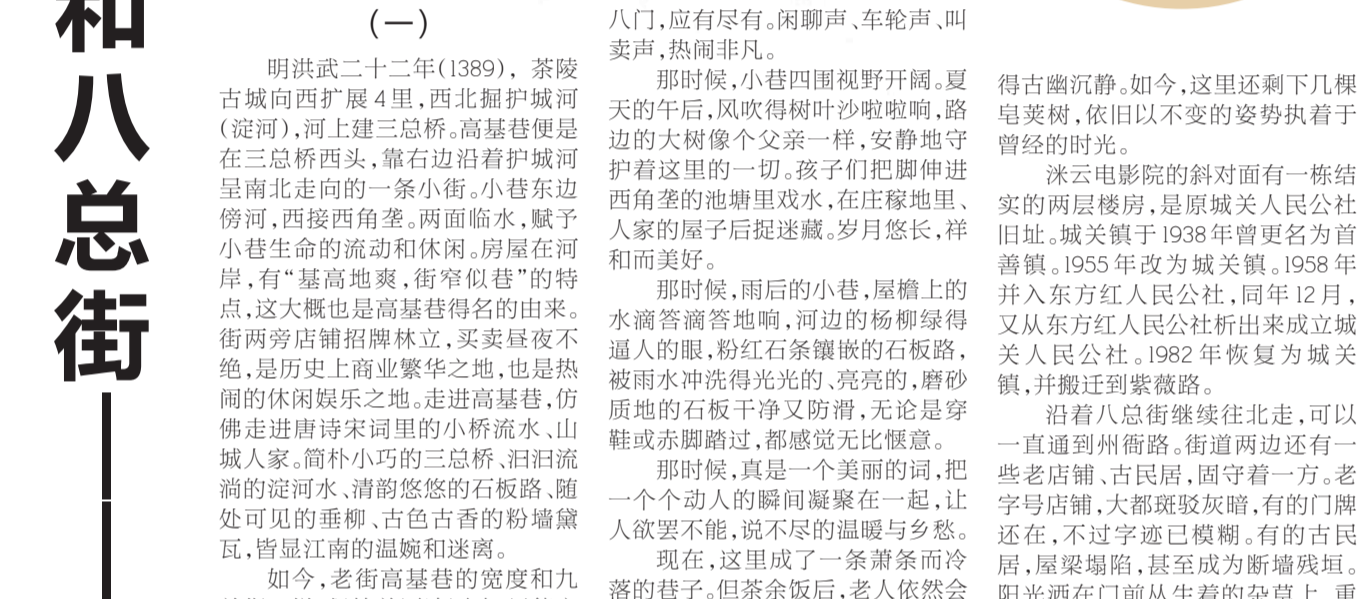 和八总街——
（一）
明洪武二十二年(1389)，茶陵
古城向西扩展4里,西北掘护城河
(淀河),河上建三总桥。高基巷便是
在三总桥西头,靠右边沿着护城河
呈南北走向的一条小街。小巷东边
傍河,西接西角垄。两面临水,赋予
小巷生命的流动和休闲。房屋在河
岸,有“基高地爽,街窄似巷”的特
点,这大概也是高基巷得名的由来。
街两旁店铺招牌林立,买卖昼夜不
绝,是历史上商业繁华之地,也是热
闹的休闲娱乐之地。走进高基巷,仿
佛走进唐诗宋词里的小桥流水、山
城人家。简朴小巧的三总桥、汩汩流
淌的淀河水、清韵悠悠的石板路、随
处可见的垂柳、古色古香的粉墙黛
瓦,皆显江南的温婉和迷离。
如今,老街高基巷的宽度和九
八门,应有尽有。闲聊声、车轮声、叫
卖声,热闹非凡。
那时候,小巷四围视野开阔。夏
天的午后,风吹得树叶沙啦啦响,路
边的大树像个父亲一样,安静地守
护着这里的一切。孩子们把脚伸进
西角垄的池塘里戏水,在庄稼地里、
人家的屋子后捉迷藏。岁月悠长,祥
和而美好。
那时候,雨后的小巷,屋檐上的
水滴答滴答地响,河边的杨柳绿得
逼人的眼,粉红石条镶嵌的石板路,
被雨水冲洗得光光的、亮亮的,磨砂
质地的石板干净又防滑,无论是穿
鞋或赤脚踏过,都感觉无比惬意。
那时候,真是一个美丽的词,把
一个个动人的瞬间凝聚在一起,让
人欲罢不能,说不尽的温暖与乡愁。
现在,这里成了一条萧条而冷
落的巷子。但茶余饭后,老人依然会
得古幽沉静。如今,这里还剩下几棵
皂荚树,依旧以不变的姿势执着于
曾经的时光。
洣云电影院的斜对面有一栋结
实的两层楼房,是原城关人民公社
旧址。城关镇于1938年曾更名为首
善镇。1955年改为城关镇。1958年
并入东方红人民公社,同年12月,
又从东方红人民公社析出来成立城
关人民公社。1982年恢复为城关
镇,并搬迁到紫薇路。
沿着八总街继续往北走,可以
一直通到州衙路。街道两边还有一
些老店铺、古民居,固守着一方。老
字号店铺,大都斑驳灰暗,有的门牌
还在,不过字迹已模糊。有的古民
居,屋梁塌陷,甚至成为断墙残垣。
阳光洒在门前丛生着的杂草上,重